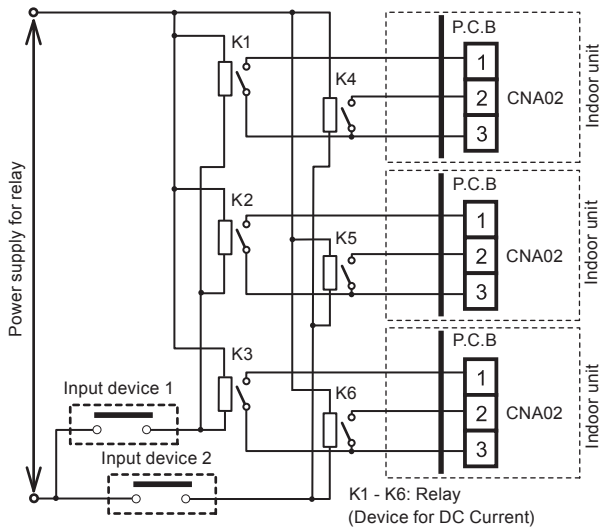 Power supply for relay
K1
K4
P.C.B
1
2
3
CNA02
Indoor unit
K2
K5
P.C.B
1
2
3
CNA02
Indoor unit
K3
K6
P.C.B
1
2
3
CNA02
Indoor unit
Input device 1
Input device 2
K1 - K6: Relay
(Device for DC Current)